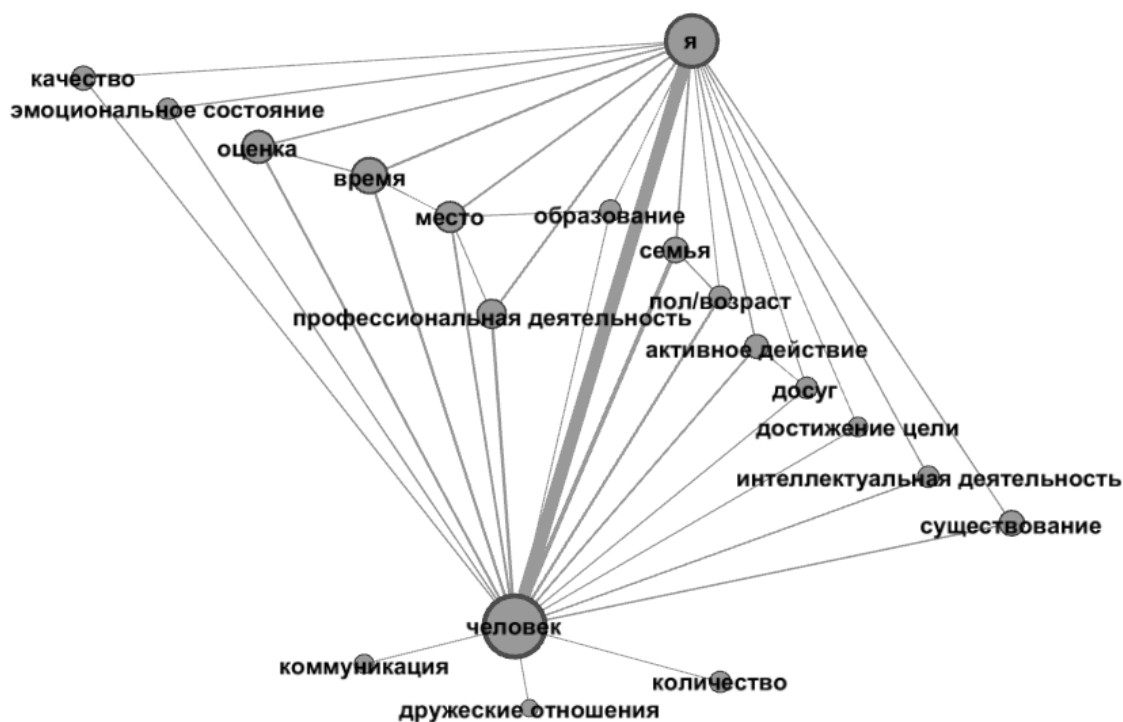 я
качество
эмоциональное состояние
оценка
время
место
образование
семья
пол/возраст
профессиональная деятельность
активное действие
досуг
достижение цели
интеллектуальная деятельность
существование
человек
коммуникация
количество
дружеские отношения